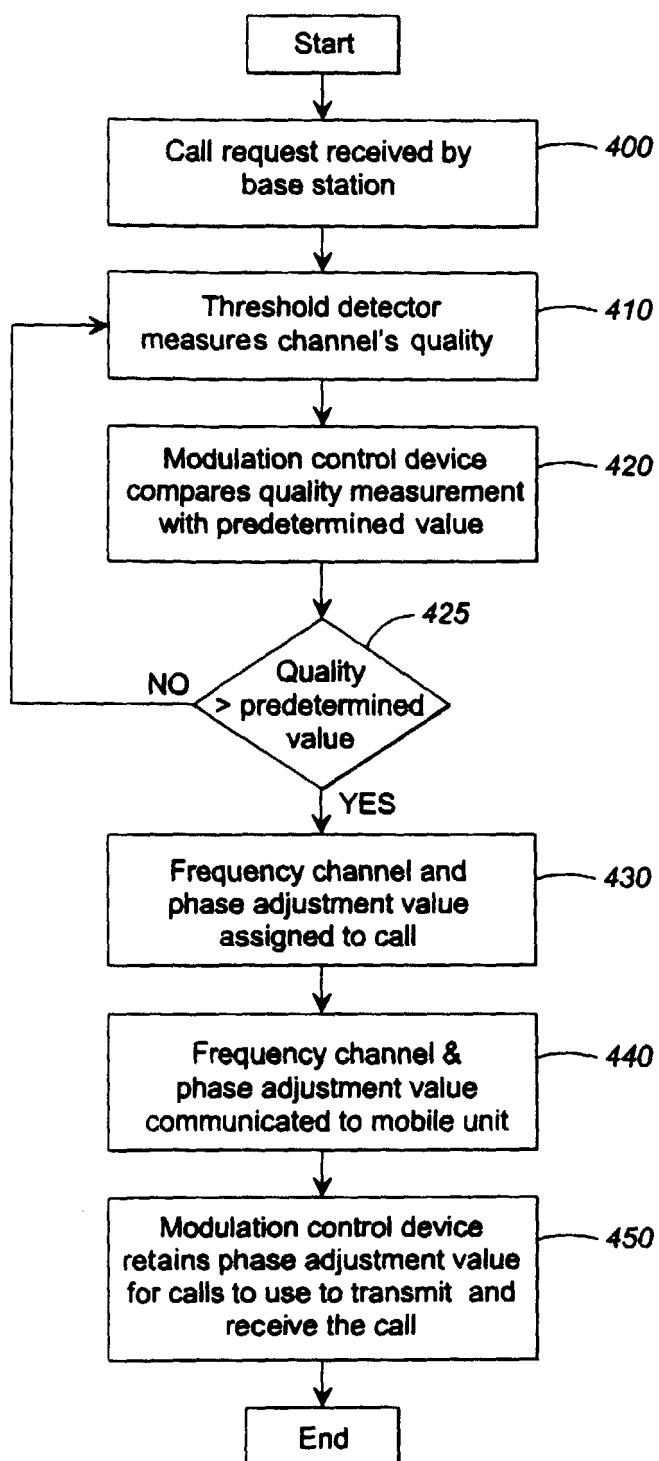 Start
Call request received by
base station
400
Threshold detector
measures channel's quality
410
Modulation control device
compares quality measurement
with predetermined value
420
425
Quality
> predetermined
value
NO
YES
Frequency channel and
phase adjustment value
assigned to call
430
Frequency channel &
phase adjustment value
communicated to mobile unit
440
Modulation control device
retains phase adjustment value
for calls to use to transmit and
receive the call
450
End